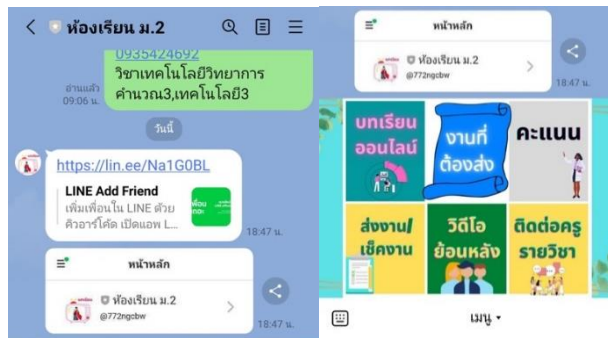 ห้องเรียน ม.2
0935424692
วิชาเทคโนโลยีวิทยาการ
คำนวณ3,เทคโนโลยี3
อ่านแล้ว
09:06 น.
วันนี้
https://lin.ee/Na1G0BL
LINE Add Friend
เพิ่มเพื่อนใน LINE ด้วย
คิวอาร์โค้ด เปิดแอพ L...
18:47 น.
หน้าหลัก
ห้องเรียน ม.2
@772ngcbw
18:47 น.
หน้าหลัก
ห้องเรียน ม.2
@772ngcbw
18:47 น.
บทเรียน
ออนไลน์
งานที่
ต้องส่ง
คะแนน
ส่งงาน/
เช็คงาน
วิดีโอ
ย้อนหลัง
ติดต่อครู
รายวิชา
เมนู